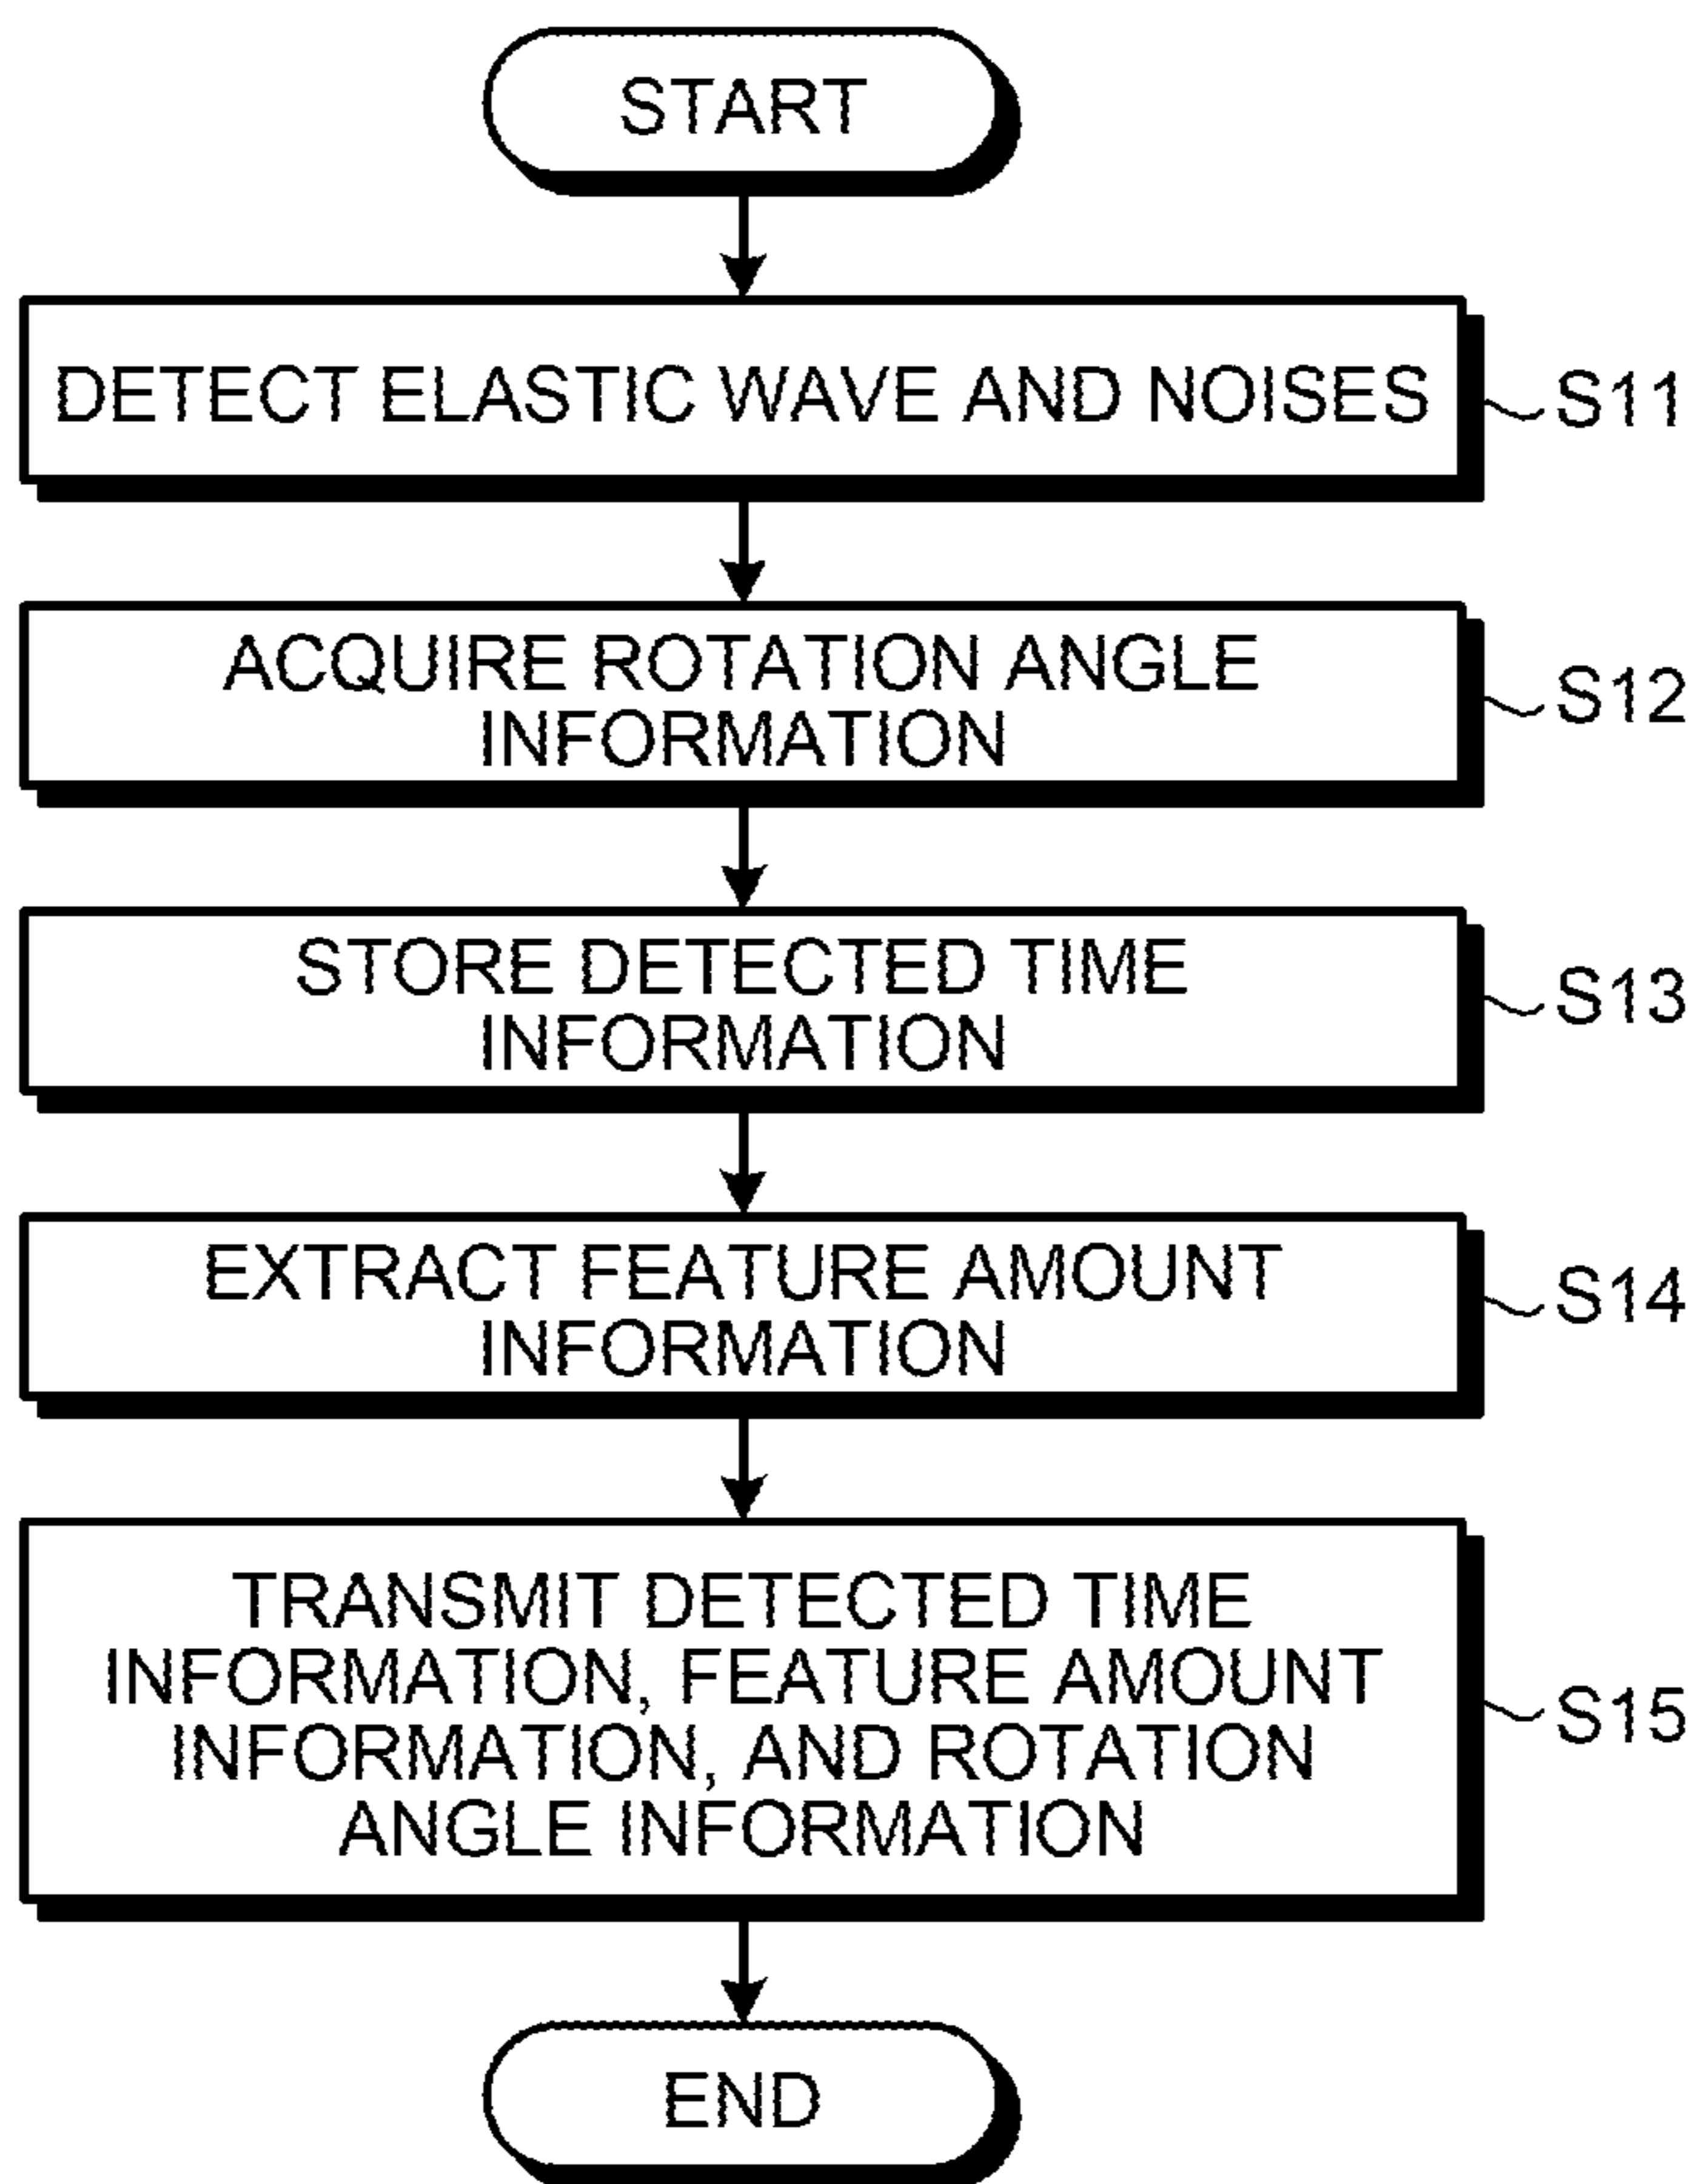 START
DETECT ELASTIC WAVE AND NOISES
S11
ACQUIRE ROTATION ANGLE
INFORMATION
S12
STORE DETECTED TIME
INFORMATION
S13
EXTRACT FEATURE AMOUNT
INFORMATION
S14
TRANSMIT DETECTED TIME
INFORMATION, FEATURE AMOUNT
INFORMATION, AND ROTATION
ANGLE INFORMATION
S15
END